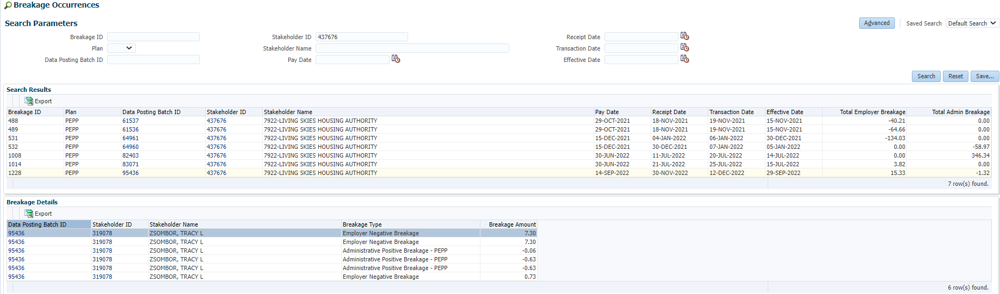 Breakage Occurrences
Search Parameters
Advanced Saved Search Default Search
Breakage ID Stakeholder ID 437676 Receipt Date
Plan Stakeholder Name Transaction Date
Data Posting Batch ID Pay Date Effective Date
Search Reset Save...
Search Results
Export
Breakage ID Plan Data Posting Batch ID Stakeholder ID Stakeholder Name Pay Date Receipt Date Transaction Date Effective Date Total Employer Breakage Total Admin Breakage
488 PEPP 61537 437676 7922-LIVING SKIES HOUSING AUTHORITY 29-OCT-2021 18-NOV-2021 19-NOV-2021 15-NOV-2021 -40.21 0.00
489 PEPP 61536 437676 7922-LIVING SKIES HOUSING AUTHORITY 29-OCT-2021 18-NOV-2021 19-NOV-2021 15-NOV-2021 -64.66 0.00
531 PEPP 64961 437676 7922-LIVING SKIES HOUSING AUTHORITY 15-DEC-2021 04-JAN-2022 06-JAN-2022 30-DEC-2021 -134.03 0.00
532 PEPP 64960 437676 7922-LIVING SKIES HOUSING AUTHORITY 15-DEC-2021 30-DEC-2021 07-JAN-2022 05-JAN-2022 0.00 -58.97
1008 PEPP 82403 437676 7922-LIVING SKIES HOUSING AUTHORITY 30-JUN-2022 11-JUL-2022 20-JUL-2022 14-JUL-2022 0.00 346.34
1014 PEPP 83071 437676 7922-LIVING SKIES HOUSING AUTHORITY 30-JUN-2022 21-JUL-2022 25-JUL-2022 15-JUL-2022 3.82 0.00
1228 PEPP 95436 437676 7922-LIVING SKIES HOUSING AUTHORITY 14-SEP-2022 30-NOV-2022 12-DEC-2022 29-SEP-2022 15.33 -1.32
7 row(s) found.
Breakage Details
Export
Data Posting Batch ID Stakeholder ID Stakeholder Name Breakage Type Breakage Amount
95436 319078 ZSOMBOR, TRACY L Employer Negative Breakage 7.30
95436 319078 ZSOMBOR, TRACY L Employer Negative Breakage 7.30
95436 319078 ZSOMBOR, TRACY L Administrative Positive Breakage - PEPP -0.06
95436 319078 ZSOMBOR, TRACY L Administrative Positive Breakage - PEPP -0.63
95436 319078 ZSOMBOR, TRACY L Administrative Positive Breakage - PEPP -0.63
95436 319078 ZSOMBOR, TRACY L Employer Negative Breakage 0.73
6 row(s) found.